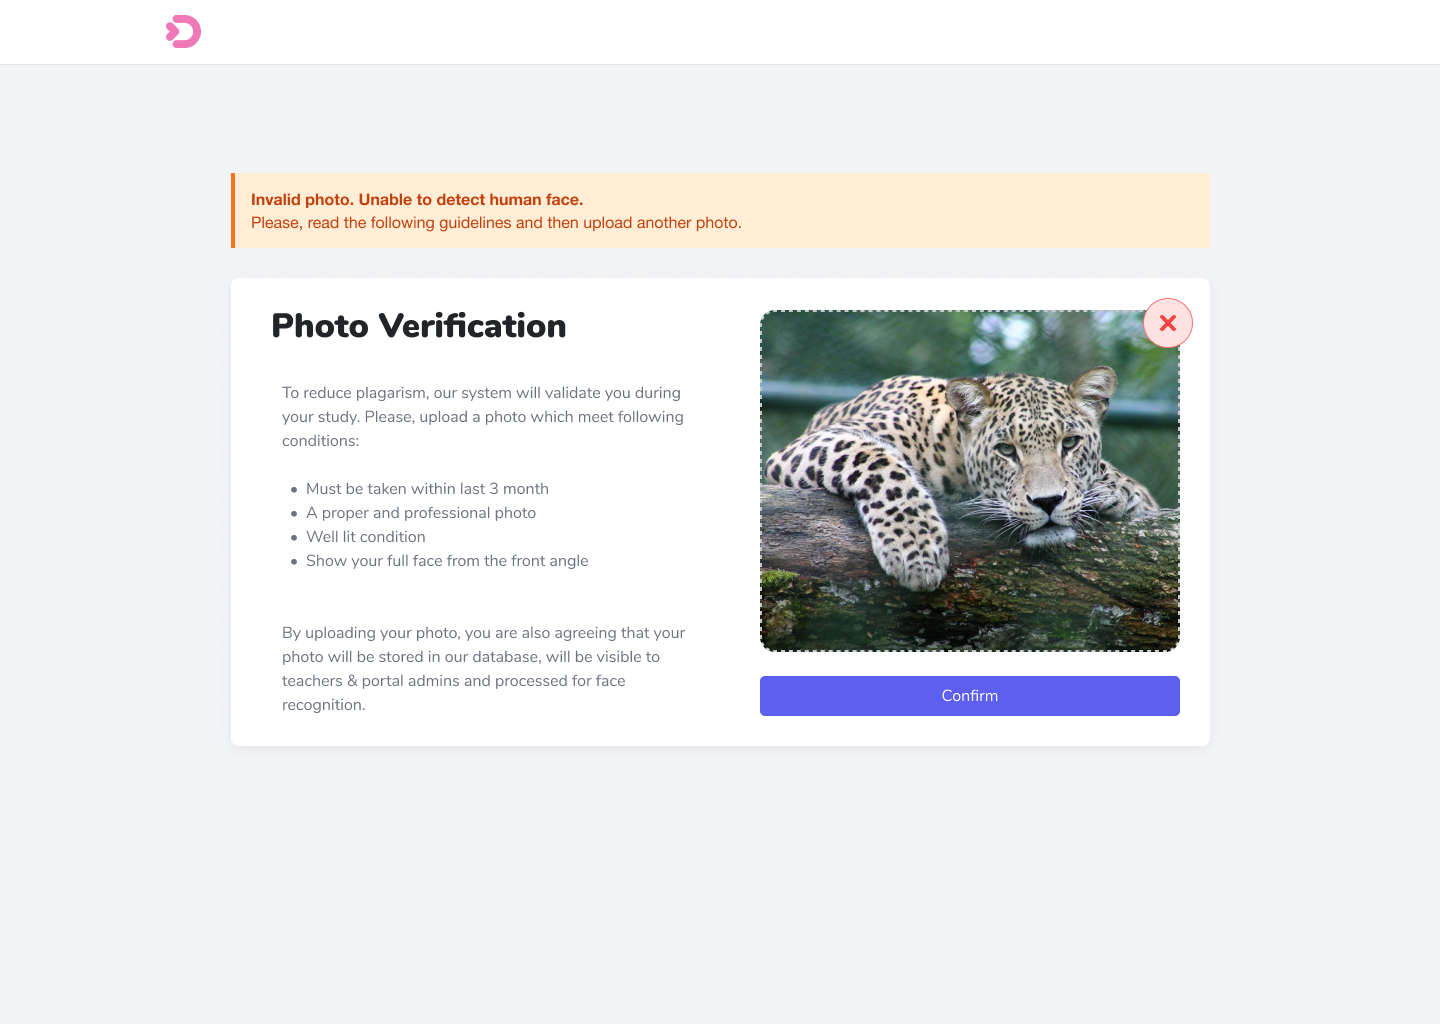 Invalid photo. Unable to detect human face.
Please, read the following guidelines and then upload another photo.
Photo Verification
To reduce plagarism, our system will validate you during
your study. Please, upload a photo which meet following
conditions:
• Must be taken within last 3 month
• A proper and professional photo
• Well lit condition
• Show your full face from the front angle
By uploading your photo, you are also agreeing that your
photo will be stored in our database, will be visible to
teachers & portal admins and processed for face
recognition.
Confirm